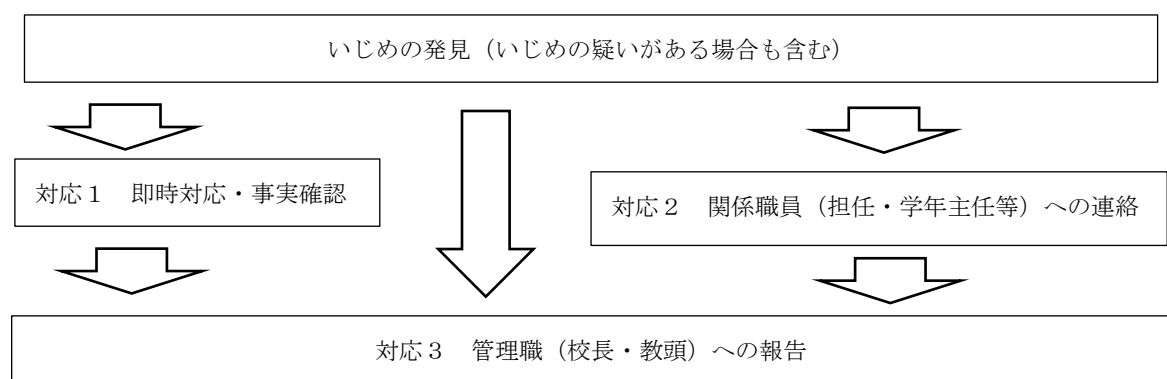 いじめの発見（いじめの疑いがある場合も含む）
対応１　即時対応・事実確認
対応２　関係職員（担任・学年主任等）への連絡
対応３　管理職（校長・教頭）への報告